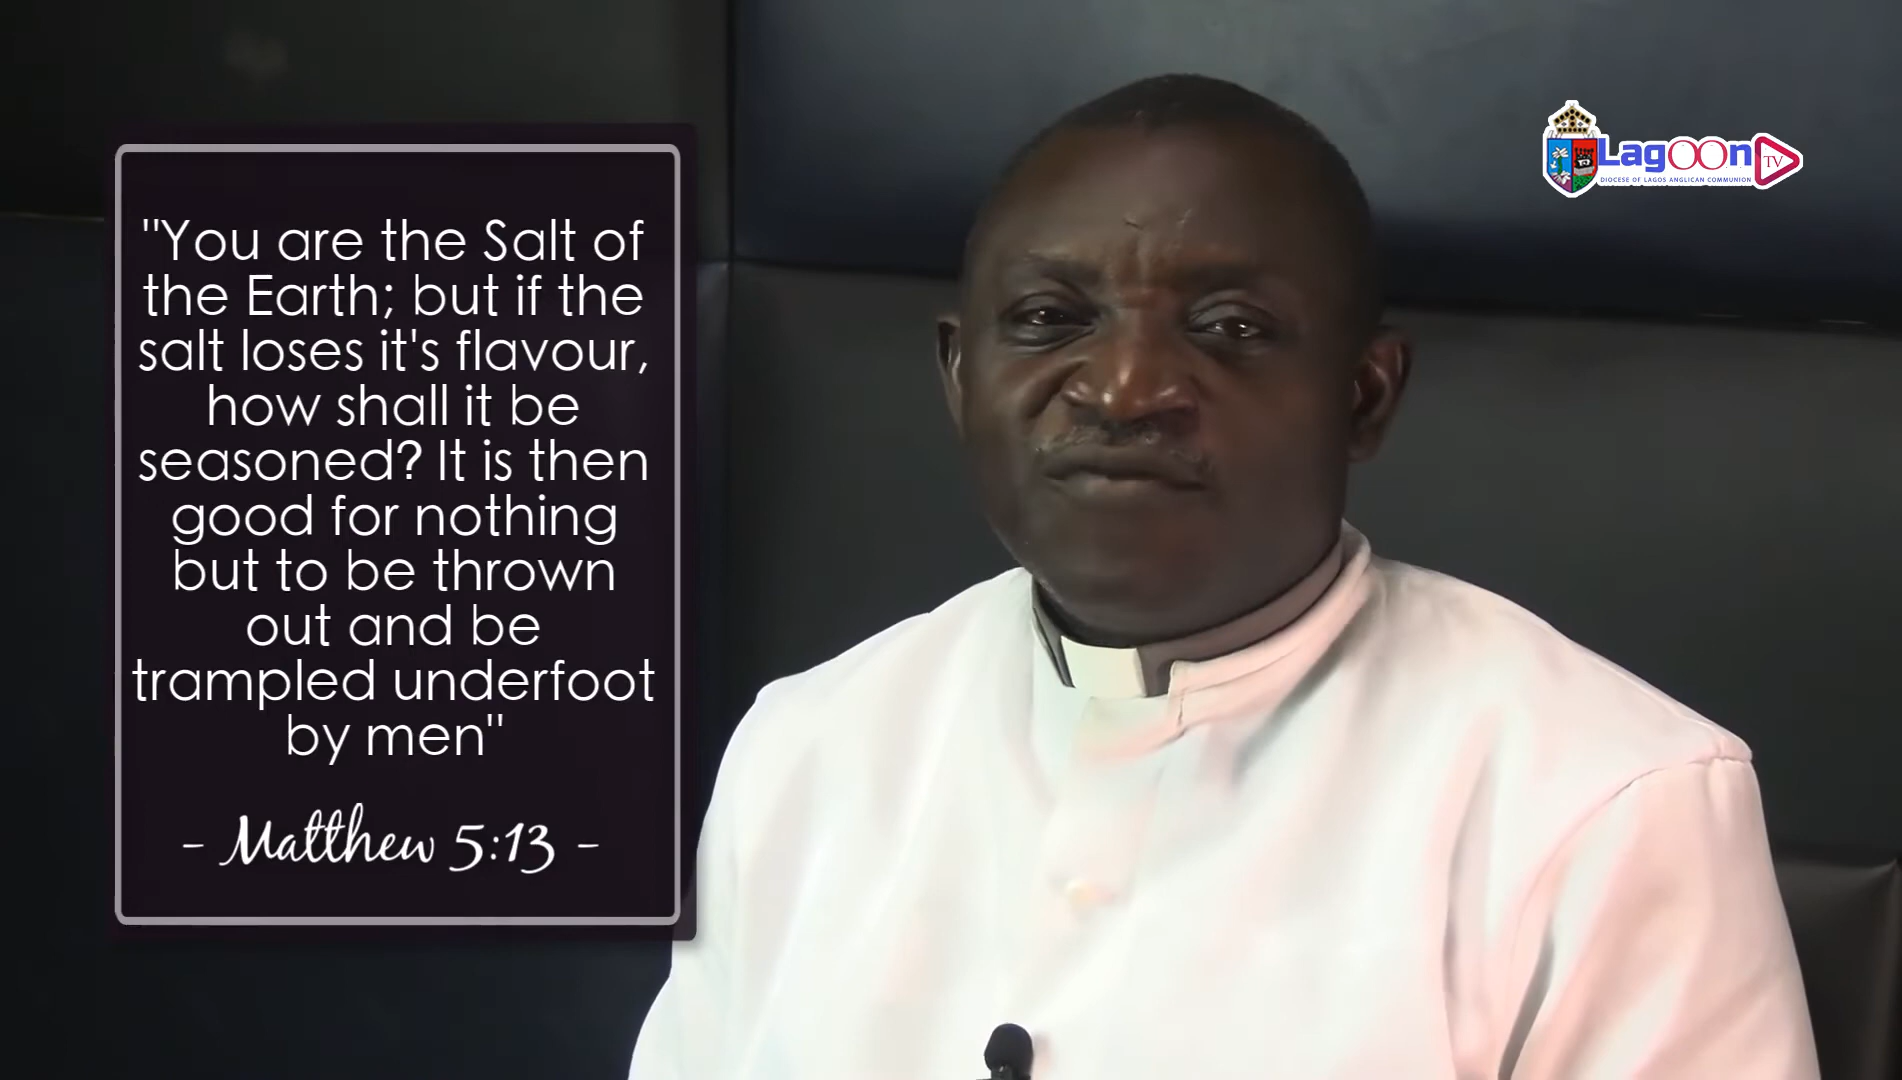 "You are the Salt of
the Earth; but if the
salt loses it's flavour,
how shall it be
seasoned? It is then
good for nothing
but to be thrown
out and be
trampled underfoot
by men"
- Matthew 5:13 -
Lagoon TV
DIOCESE OF LAGOS ANGLICAN COMMUNION